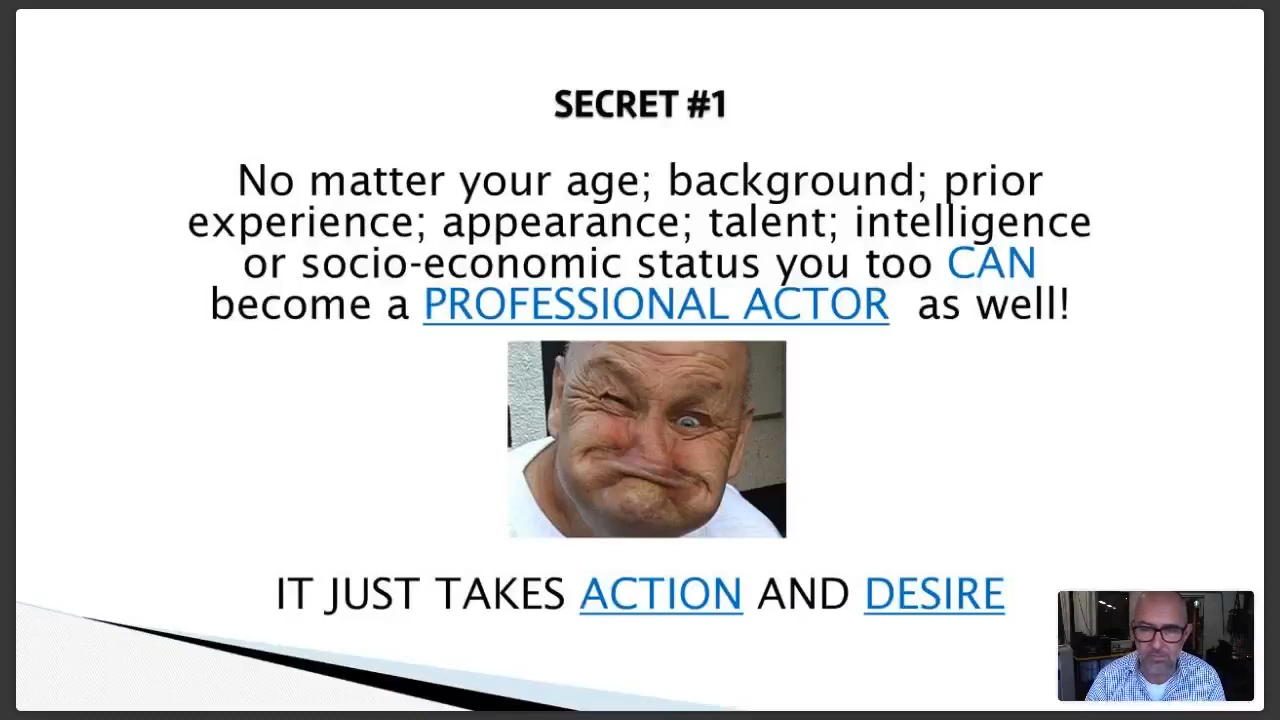 SECRET #1
No matter your age; background; prior
experience; appearance; talent; intelligence
or socio-economic status you too CAN
become a PROFESSIONAL ACTOR as well!
IT JUST TAKES ACTION AND DESIRE